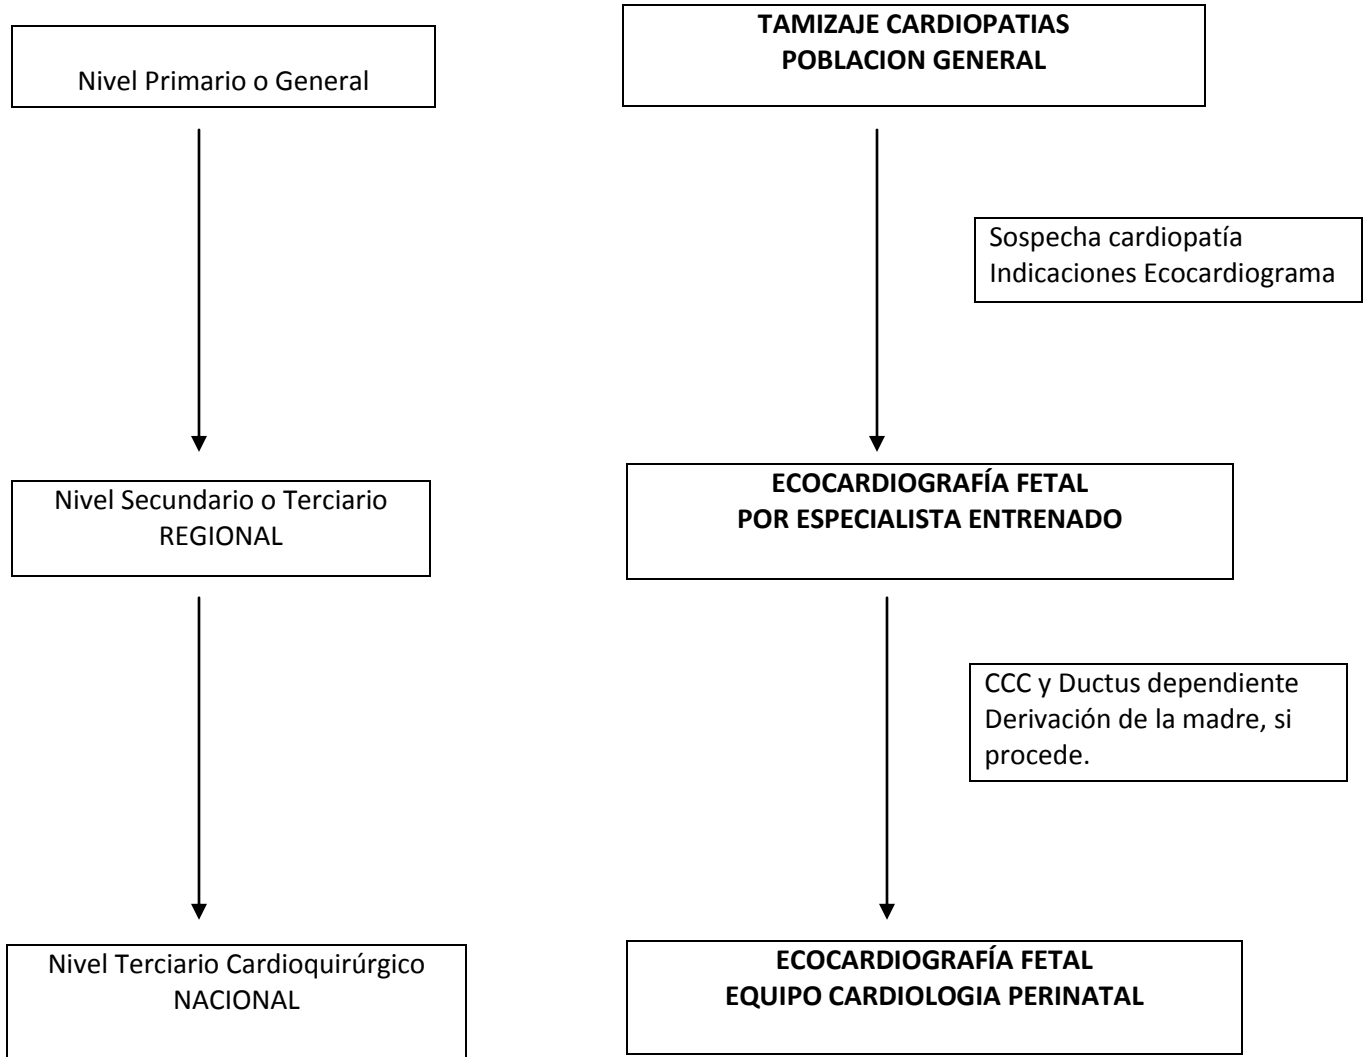 Nivel Primario o General
TAMIZAJE CARDIOPATIAS
POBLACION GENERAL
Sospecha cardiopatía
Indicaciones Ecocardiograma
Nivel Secundario o Terciario
REGIONAL
ECOCARDIOGRAFÍA FETAL
POR ESPECIALISTA ENTRENADO
CCC y Ductus dependiente
Derivación de la madre, si
procede.
Nivel Terciario Cardioquirúrgico
NACIONAL
ECOCARDIOGRAFÍA FETAL
EQUIPO CARDIOLOGIA PERINATAL